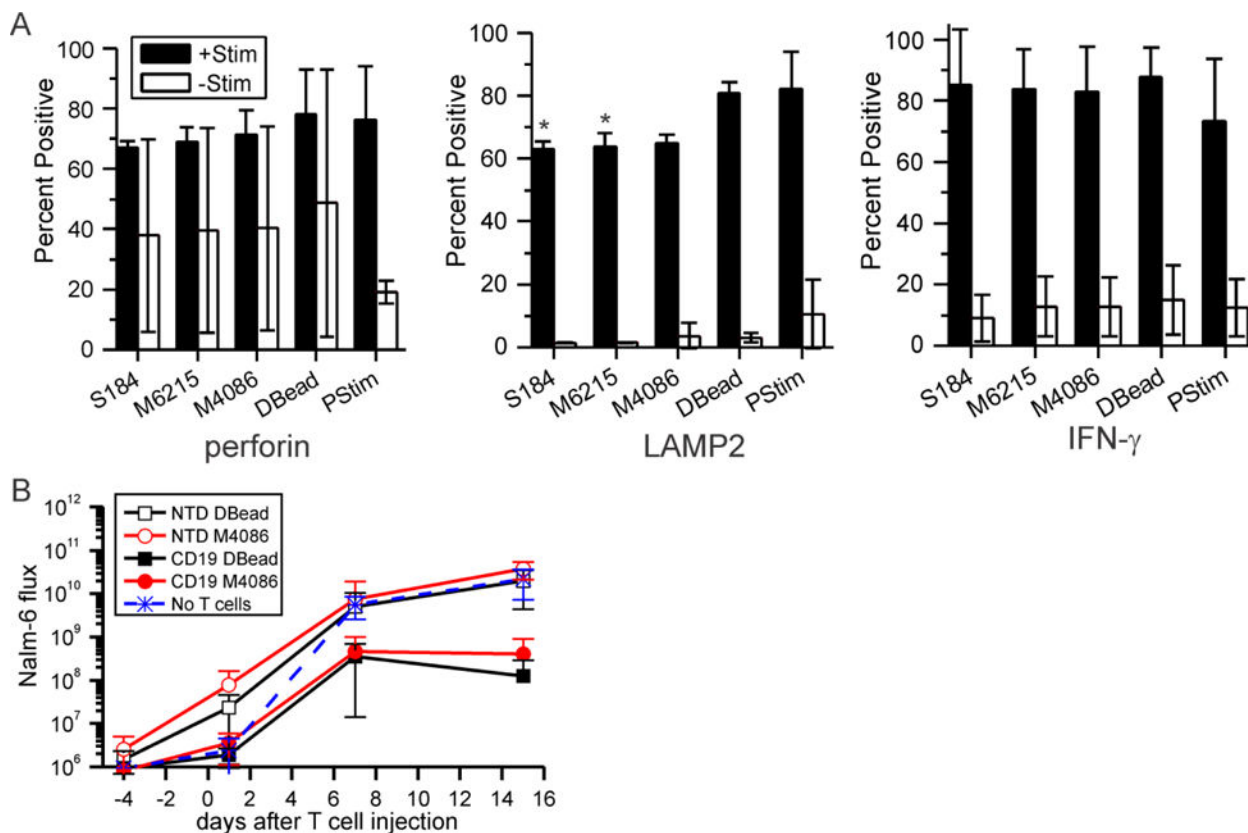 A
+Stim
-Stim
Percent Positive
100
80
60
40
20
0
S184
M6215
M4086
DBead
PStim
perforin
Percent Positive
100
80
60
40
20
0
*
*
S184
M6215
M4086
DBead
PStim
LAMP2
Percent Positive
100
80
60
40
20
0
S184
M6215
M4086
DBead
PStim
IFN-γ
B
NTD DBead
NTD M4086
CD19 DBead
CD19 M4086
No T cells
Nalm-6 flux
10¹²
10¹¹
10¹⁰
10⁹
10⁸
10⁷
10⁶
-4 -2 0 2 4 6 8 10 12 14 16
days after T cell injection